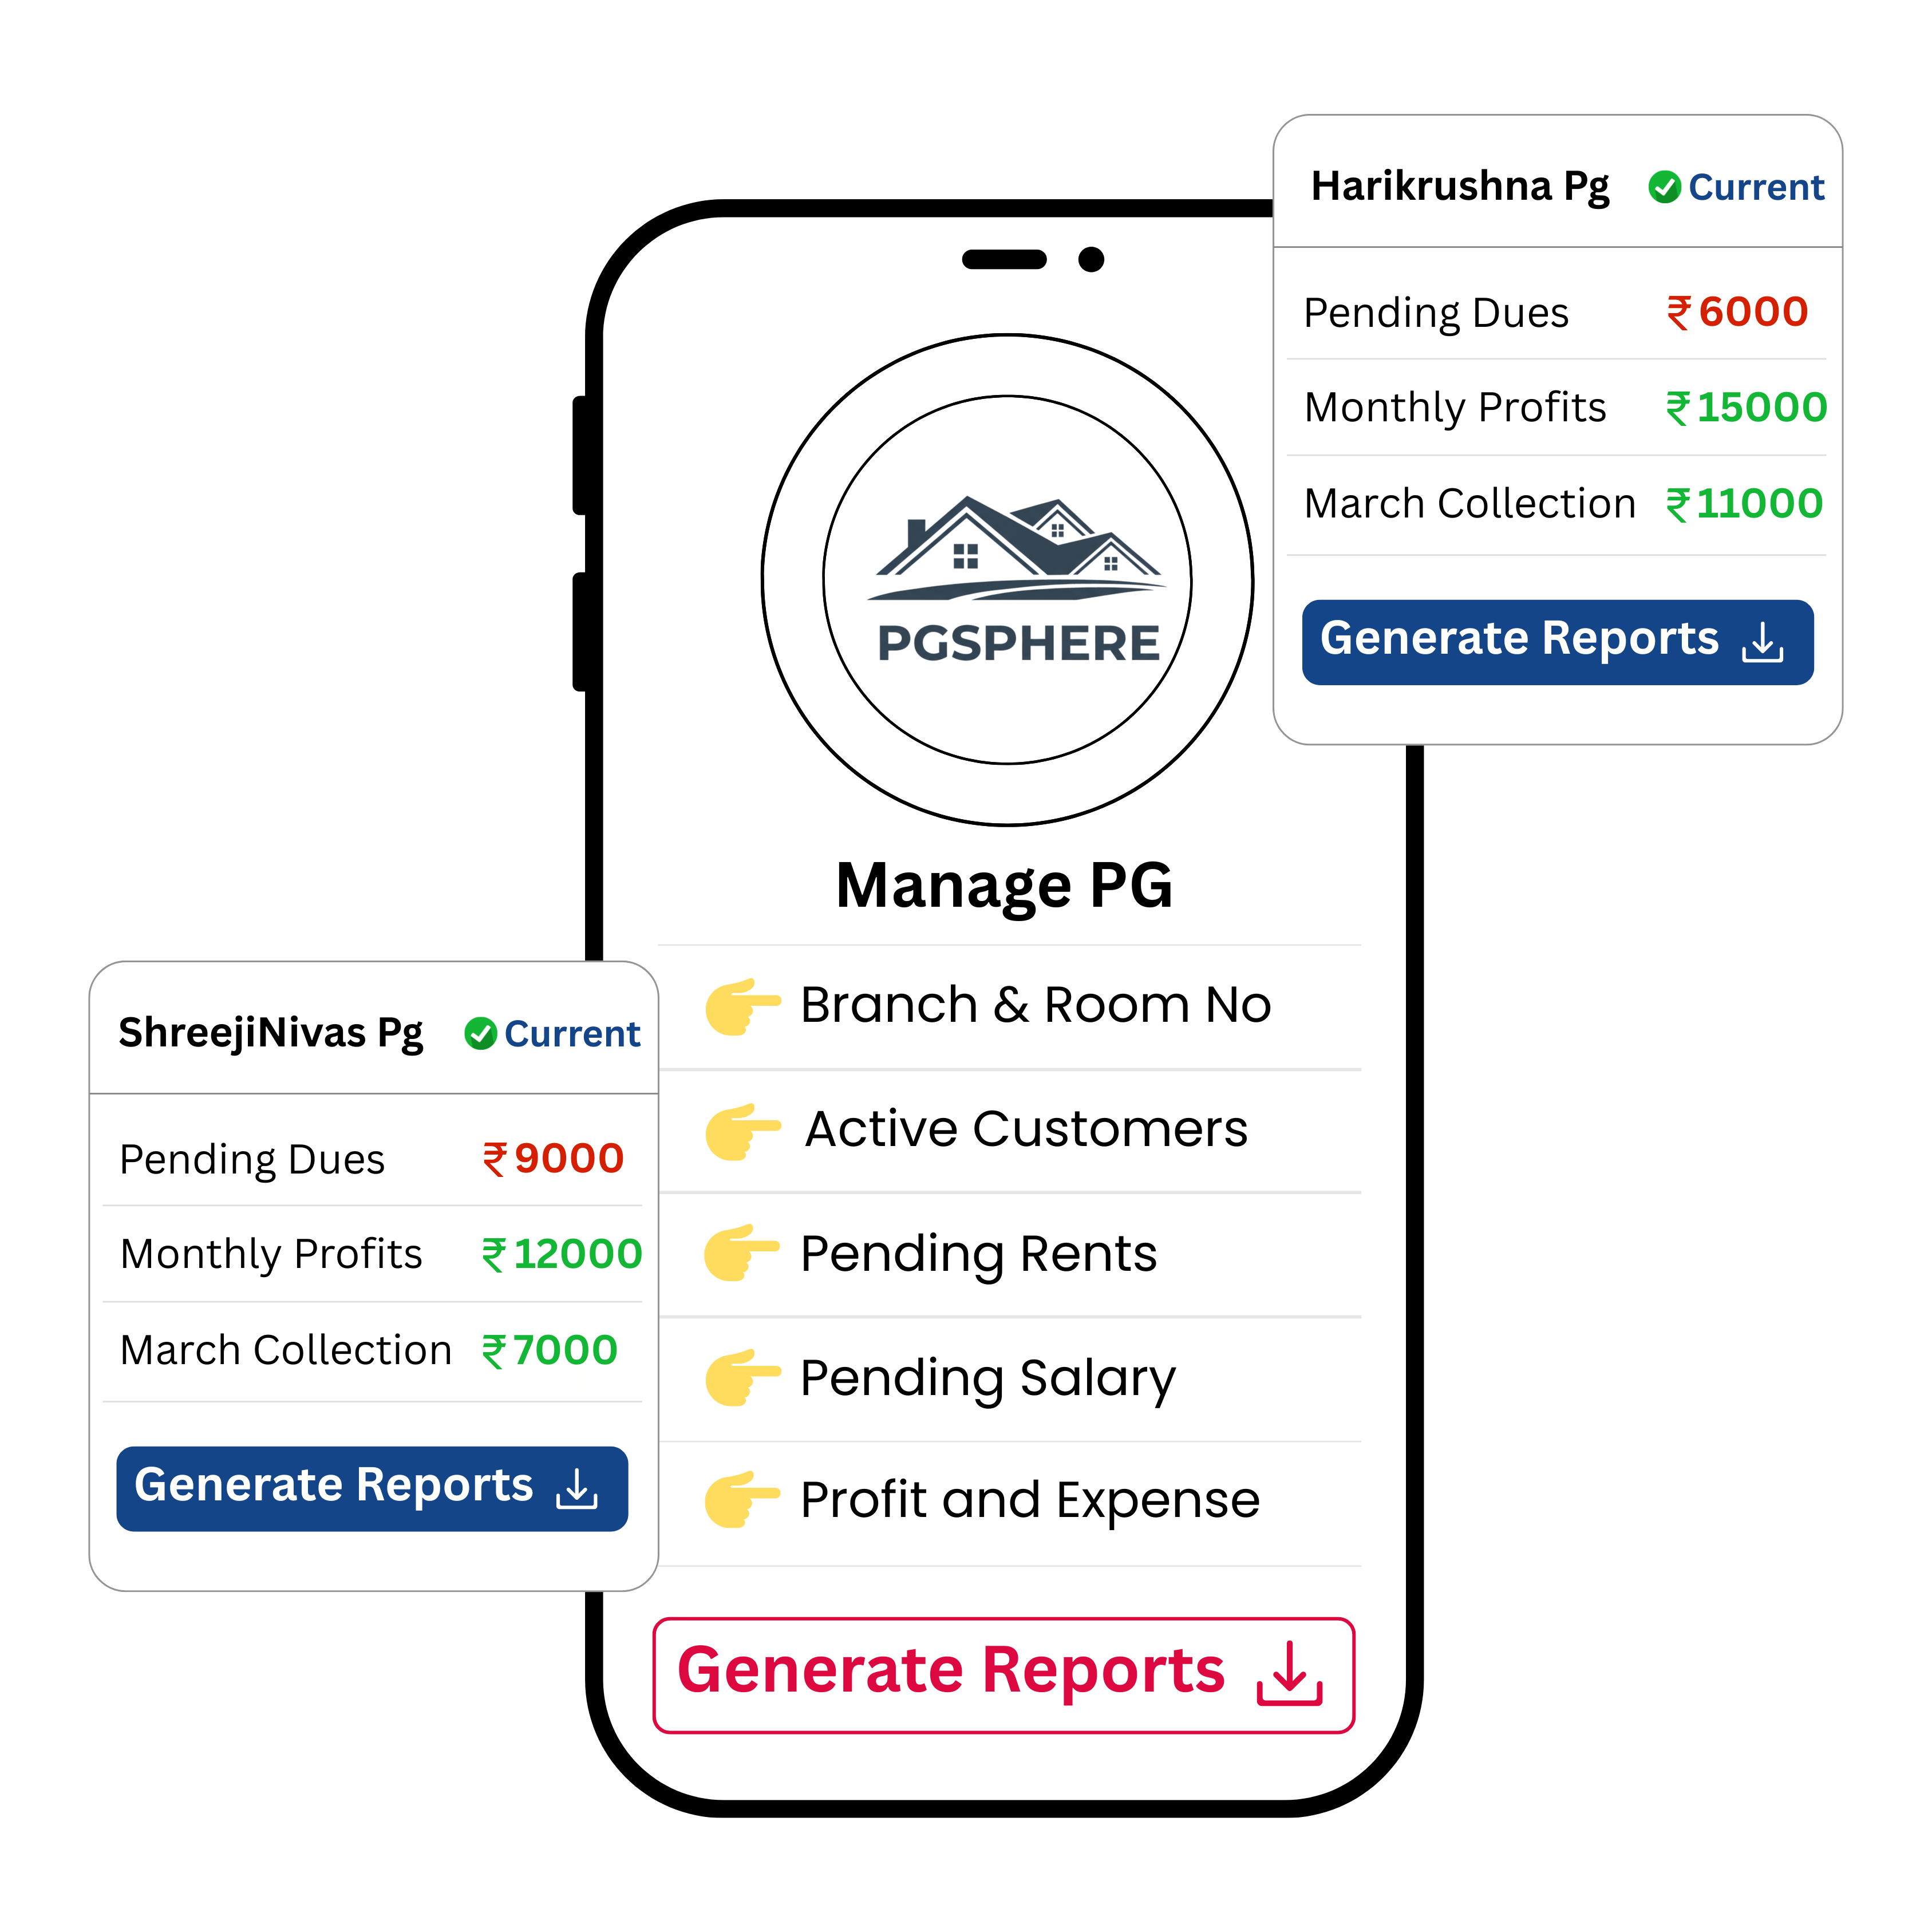 Harikrushna Pg Current
Pending Dues ₹6000
Monthly Profits ₹15000
March Collection ₹11000
Generate Reports
PGSPHERE
Manage PG
Branch & Room No
Active Customers
Pending Rents
Pending Salary
Profit and Expense
Generate Reports
ShreejiNivas Pg Current
Pending Dues ₹9000
Monthly Profits ₹12000
March Collection ₹7000
Generate Reports